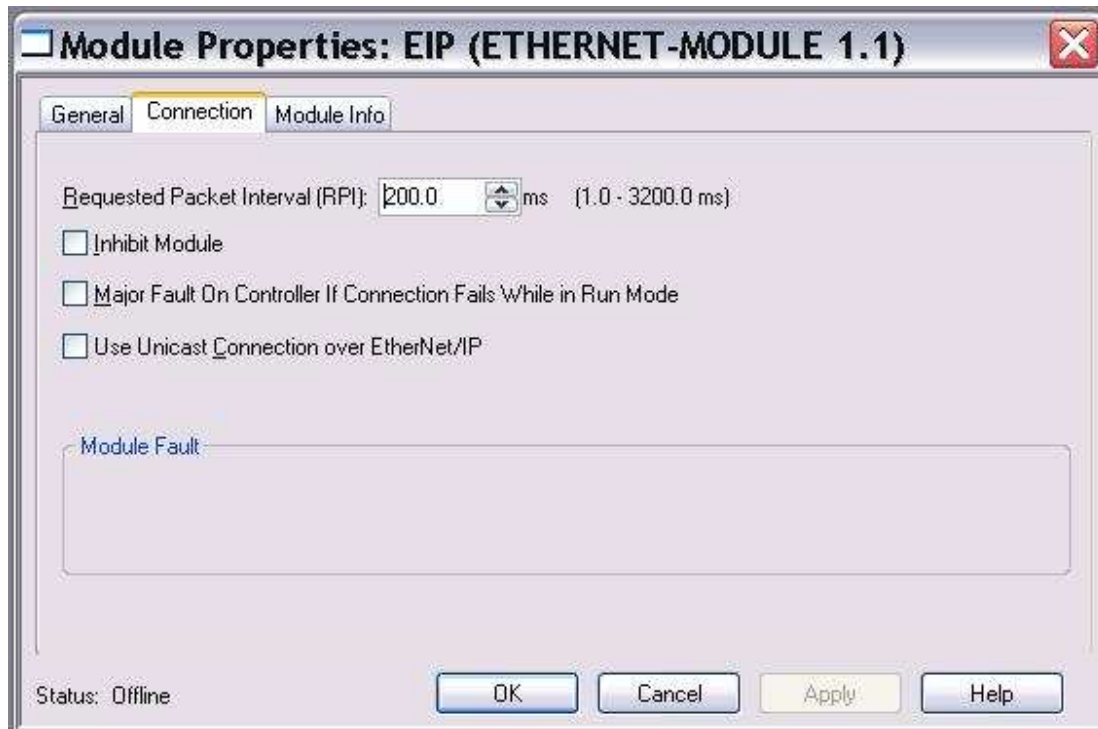 Module Properties: EIP (ETHERNET-MODULE 1.1)
General Connection Module Info
Requested Packet Interval (RPI): 200.0 ms (1.0 - 3200.0 ms)
Inhibit Module
Major Fault On Controller If Connection Fails While in Run Mode
Use Unicast Connection over EtherNet/IP
Module Fault
Status: Offline OK Cancel Apply Help